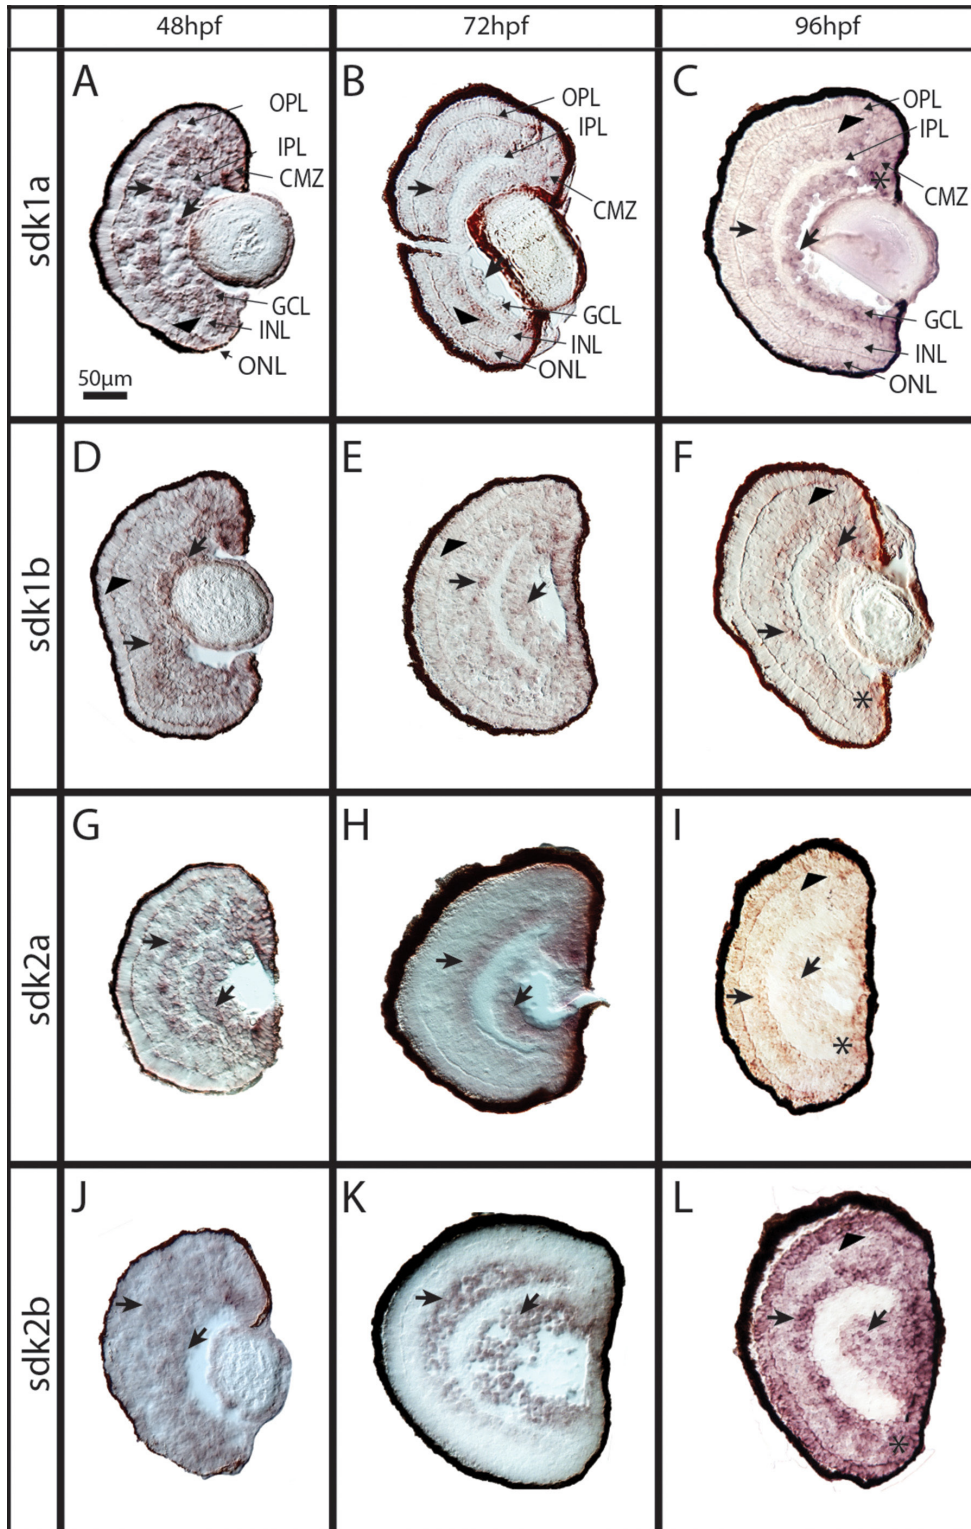 48hpf 72hpf 96hpf
sdk1a
A
OPL
IPL
CMZ
GCL
INL
ONL
50µm
B
OPL
IPL
CMZ
GCL
INL
ONL
C
OPL
IPL
CMZ
*
GCL
INL
ONL
sdk1b
D
E
F
*
sdk2a
G
H
I
*
sdk2b
J
K
L
*